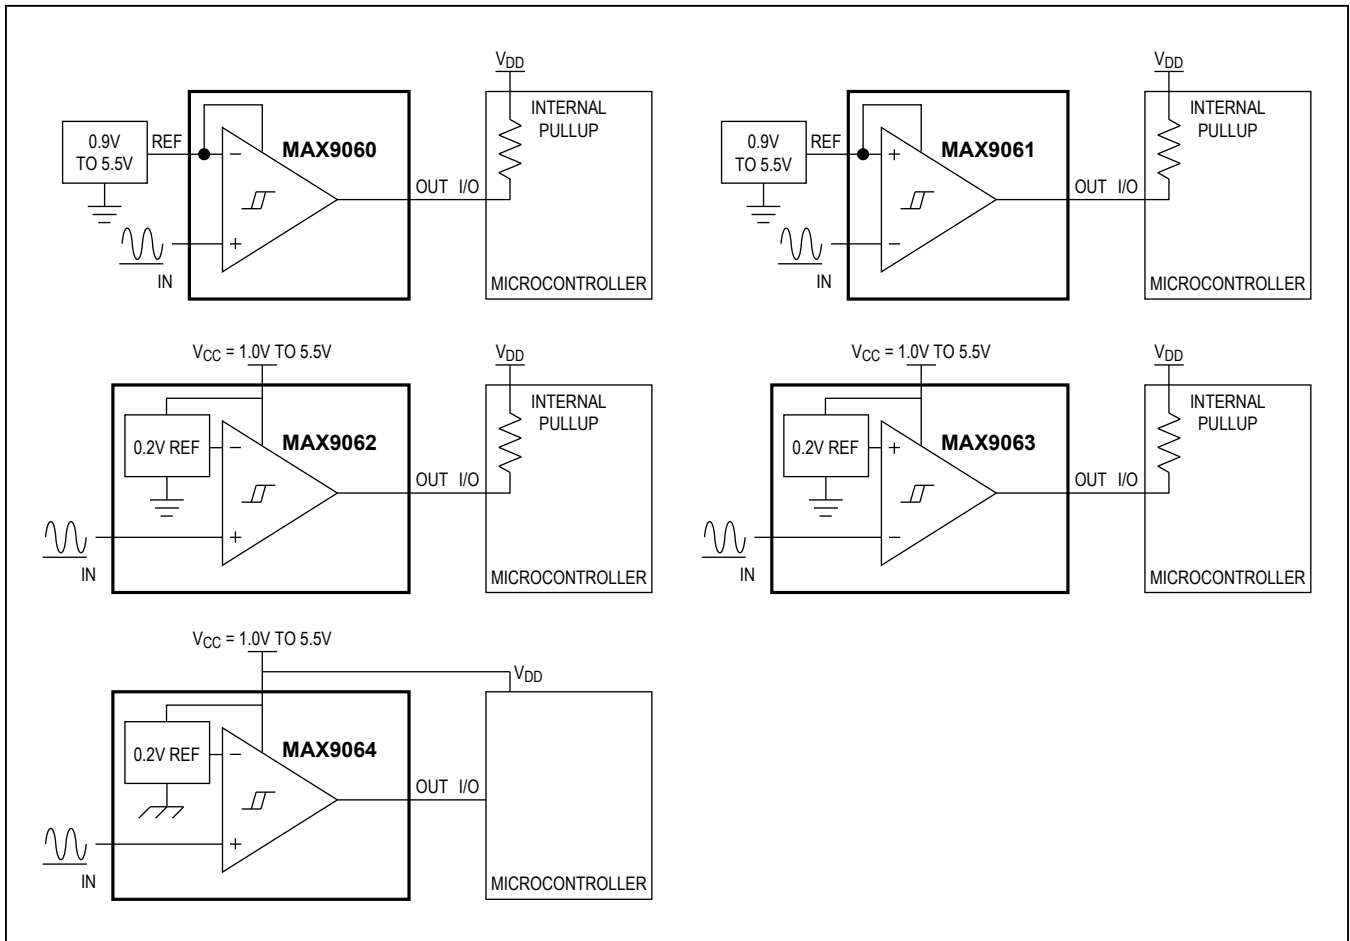 VDD
INTERNAL
PULLUP
0.9V
TO 5.5V
REF
−
MAX9060
OUT I/O
+
IN
MICROCONTROLLER
VDD
INTERNAL
PULLUP
0.9V
TO 5.5V
REF
+
MAX9061
OUT I/O
−
IN
MICROCONTROLLER
VCC = 1.0V TO 5.5V
VDD
INTERNAL
PULLUP
0.2V REF
−
MAX9062
OUT I/O
+
IN
MICROCONTROLLER
VCC = 1.0V TO 5.5V
VDD
INTERNAL
PULLUP
0.2V REF
+
MAX9063
OUT I/O
−
IN
MICROCONTROLLER
VCC = 1.0V TO 5.5V
VDD
0.2V REF
−
MAX9064
OUT I/O
+
IN
MICROCONTROLLER